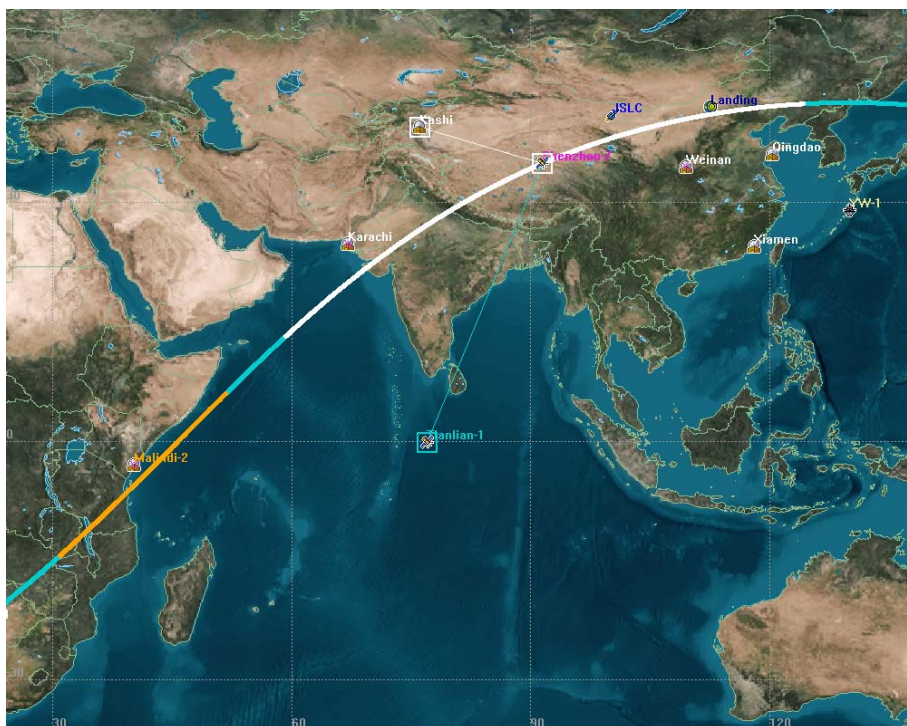 JSLC
Landing
Kashi
Shenzhou-7
Weinan
Qingdao
YW-1
Karachi
Xiamen
0
Tianlian-1
Malindi-2
30
60
90
120